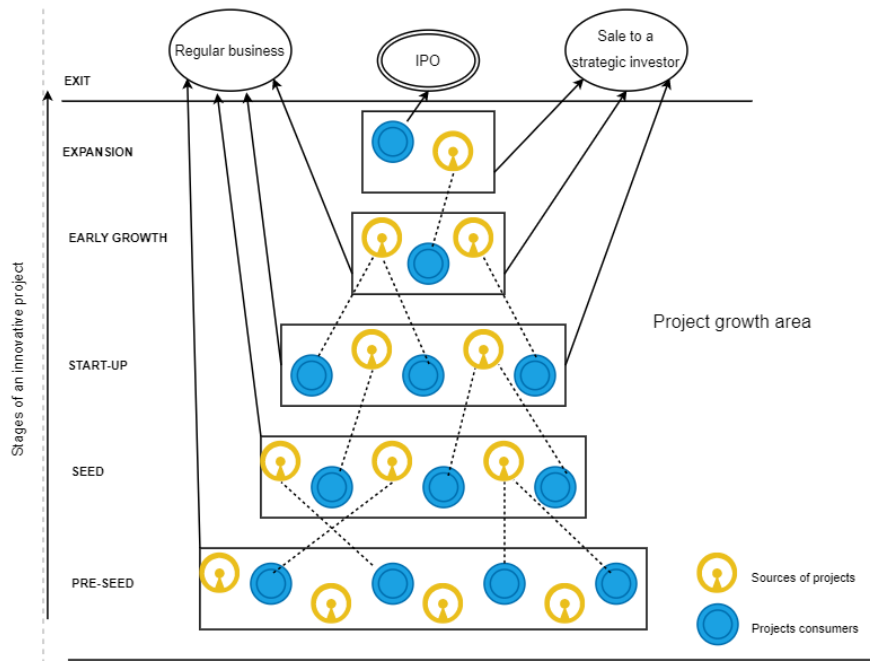 Regular business
IPO
Sale to a
strategic investor
EXIT
EXPANSION
EARLY GROWTH
Project growth area
START-UP
Stages of an innovative project
SEED
PRE-SEED
Sources of projects
Projects consumers